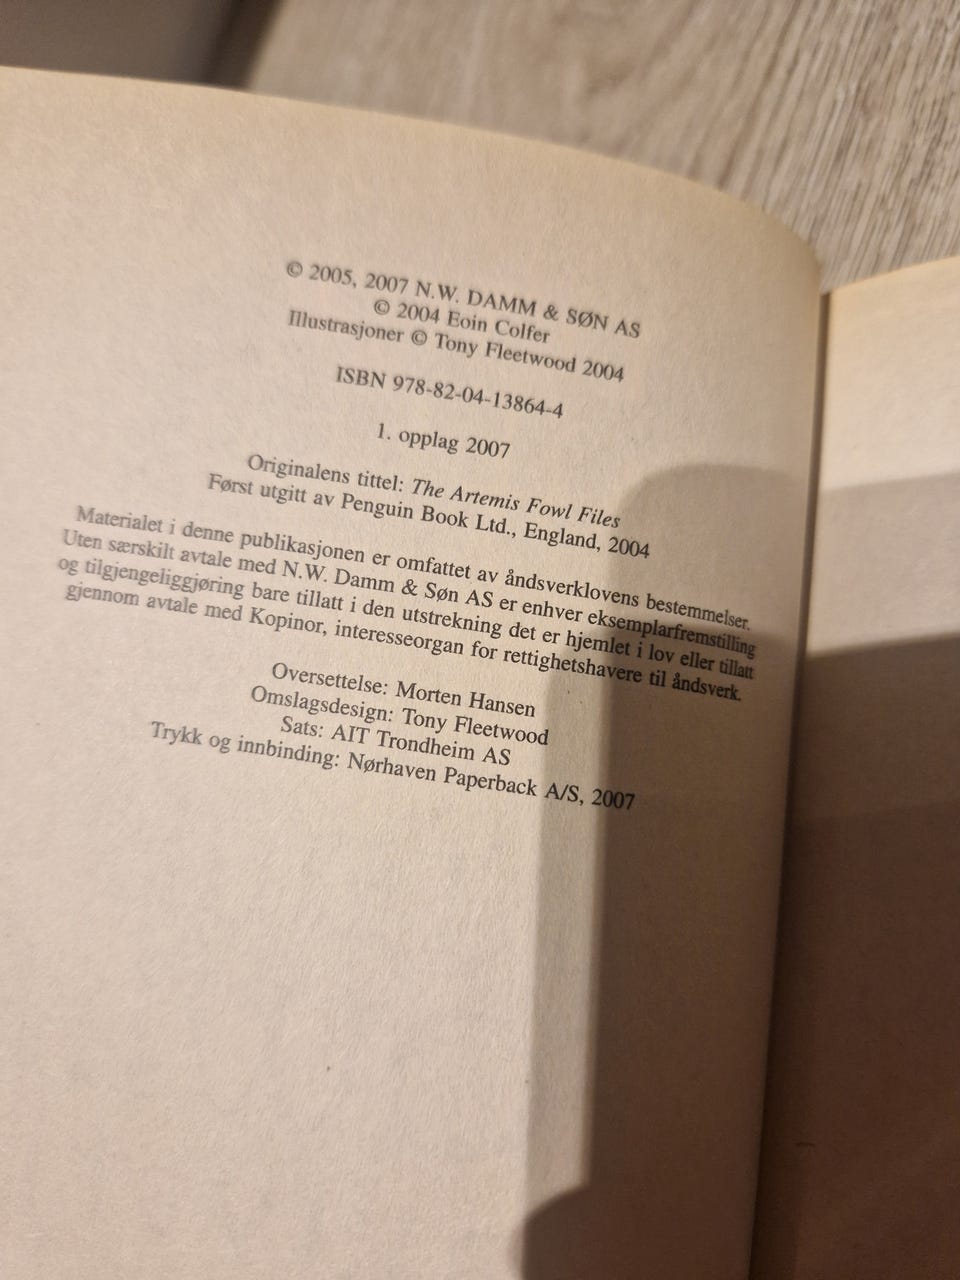 © 2005, 2007 N.W. DAMM & SØN AS
© 2004 Eoin Colfer
Illustrasjoner © Tony Fleetwood 2004
ISBN 978-82-04-13864-4
1. opplag 2007
Originalens tittel: The Artemis Fowl Files
Først utgitt av Penguin Book Ltd., England, 2004
Materialet i denne publikasjonen er omfattet av åndsverklovens bestemmelser.
Uten særskilt avtale med N.W. Damm & Søn AS er enhver eksemplarfremstilling
og tilgjengeliggjøring bare tillatt i den utstrekning det er hjemlet i lov eller tillatt
gjennom avtale med Kopinor, interesseorgan for rettighetshavere til åndsverk.
Oversettelse: Morten Hansen
Omslagsdesign: Tony Fleetwood
Sats: AIT Trondheim AS
Trykk og innbinding: Nørhaven Paperback A/S, 2007